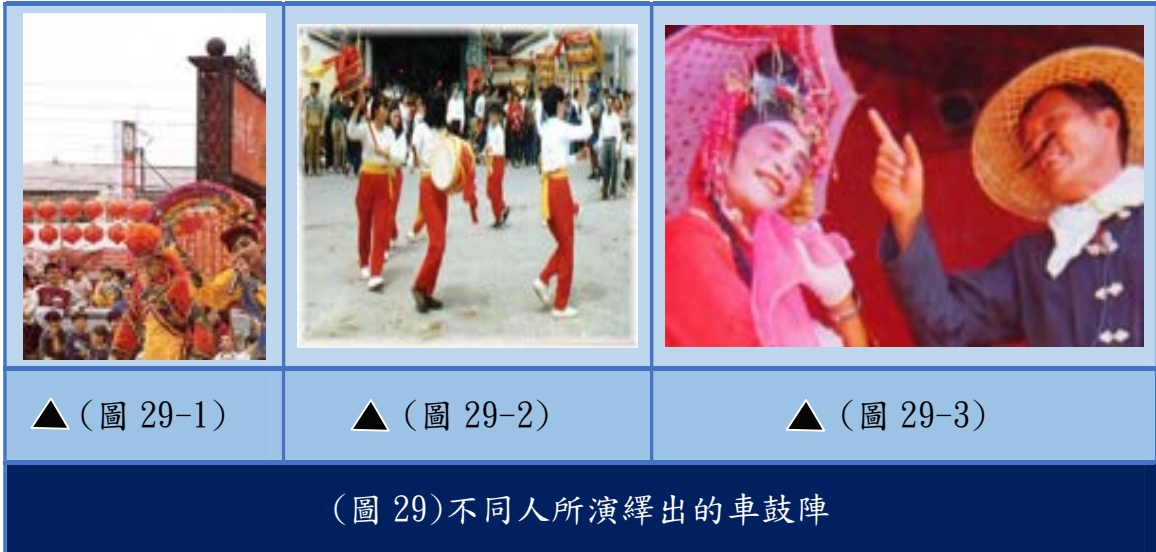 ▲(圖 29-1)
▲(圖 29-2)
▲(圖 29-3)
(圖 29)不同人所演繹出的車鼓陣